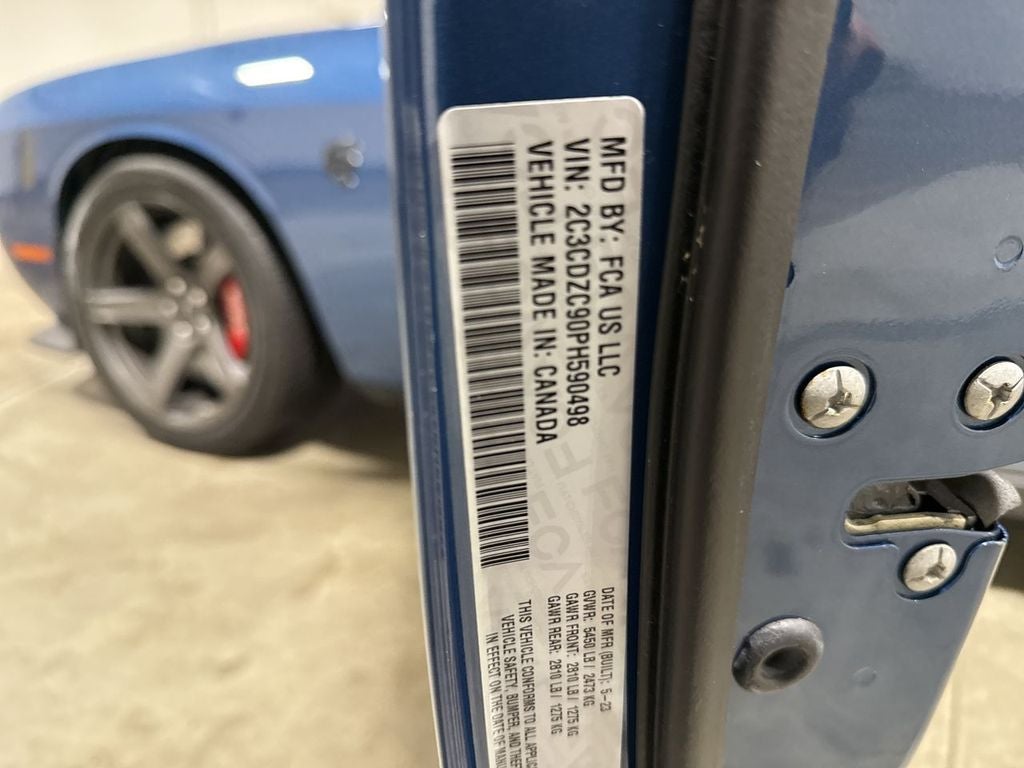 MFD BY: FCA US LLC
VIN: 2C3CDZC90PH590498
VEHICLE MADE IN: CANADA
DATE OF MFR (BUILT): 5-23
GVWR: 5450 LB / 2473 KG
GAWR FRONT: 2810 LB / 1275 KG
GAWR REAR: 2810 LB / 1275 KG
THIS VEHICLE CONFORMS TO ALL
VEHICLE SAFETY, BUMPER, AND THEFT
IN EFFECT ON THE DATE OF